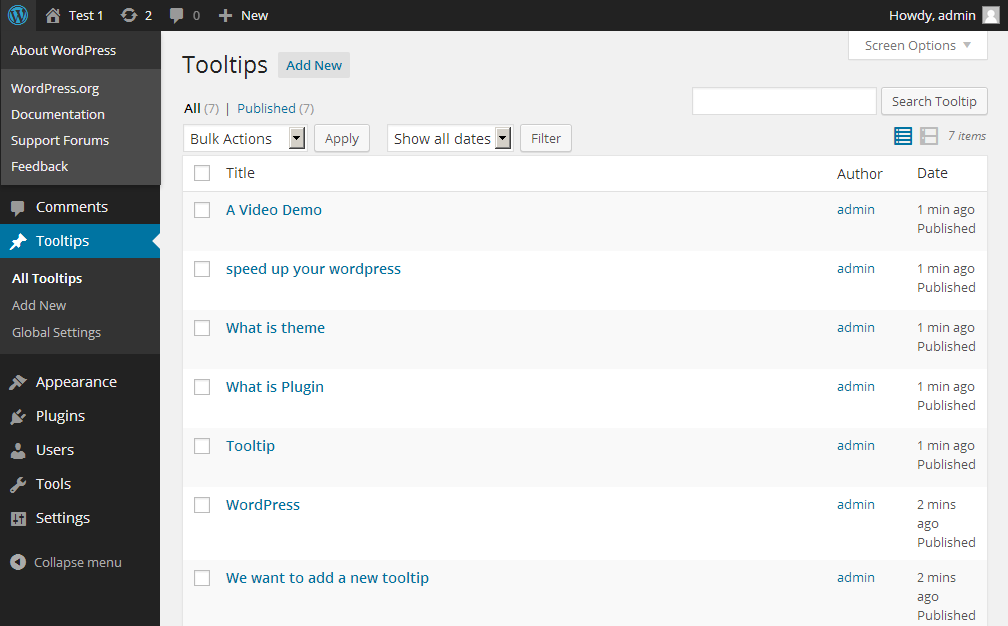 Test 1 2 0 New Howdy, admin
About WordPress
WordPress.org
Documentation
Support Forums
Feedback
Comments
Tooltips
All Tooltips
Add New
Global Settings
Appearance
Plugins
Users
Tools
Settings
Collapse menu
Screen Options
Tooltips Add New
All (7) | Published (7)
Search Tooltip
Bulk Actions Apply Show all dates Filter
7 items
Title Author Date
A Video Demo admin 1 min ago
Published
speed up your wordpress admin 1 min ago
Published
What is theme admin 1 min ago
Published
What is Plugin admin 1 min ago
Published
Tooltip admin 1 min ago
Published
WordPress admin 2 mins
ago
Published
We want to add a new tooltip admin 2 mins
ago
Published